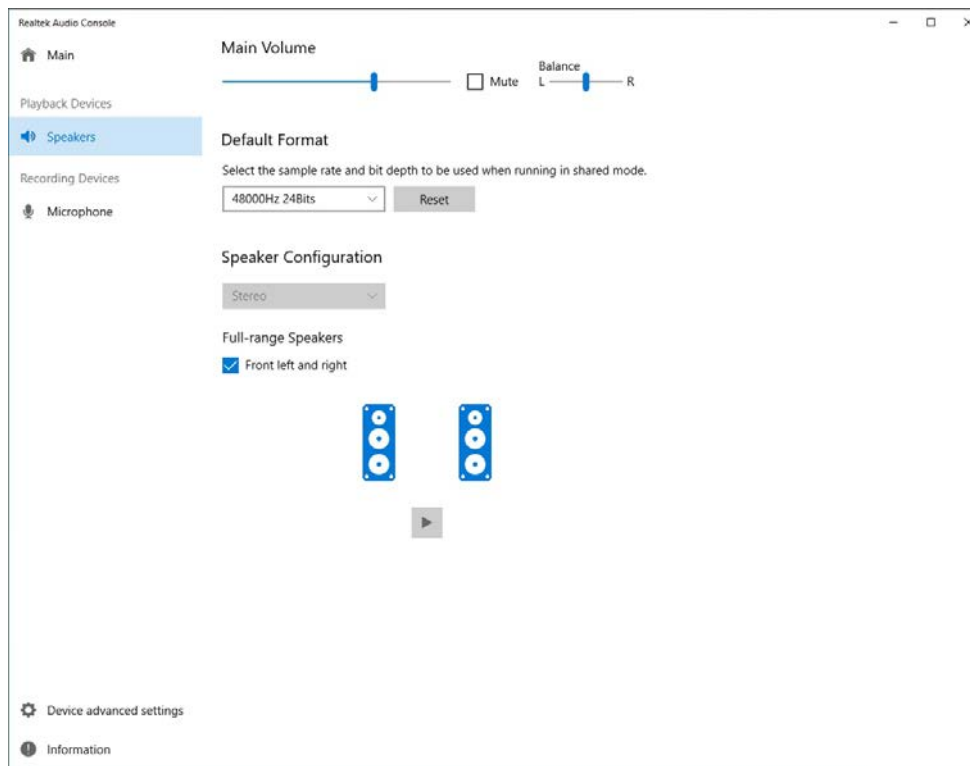 Realtek Audio Console
Main
Playback Devices
Speakers
Recording Devices
Microphone
Device advanced settings
Information
Main Volume
Mute
Balance
L R
Default Format
Select the sample rate and bit depth to be used when running in shared mode.
48000Hz 24Bits
Reset
Speaker Configuration
Stereo
Full-range Speakers
Front left and right